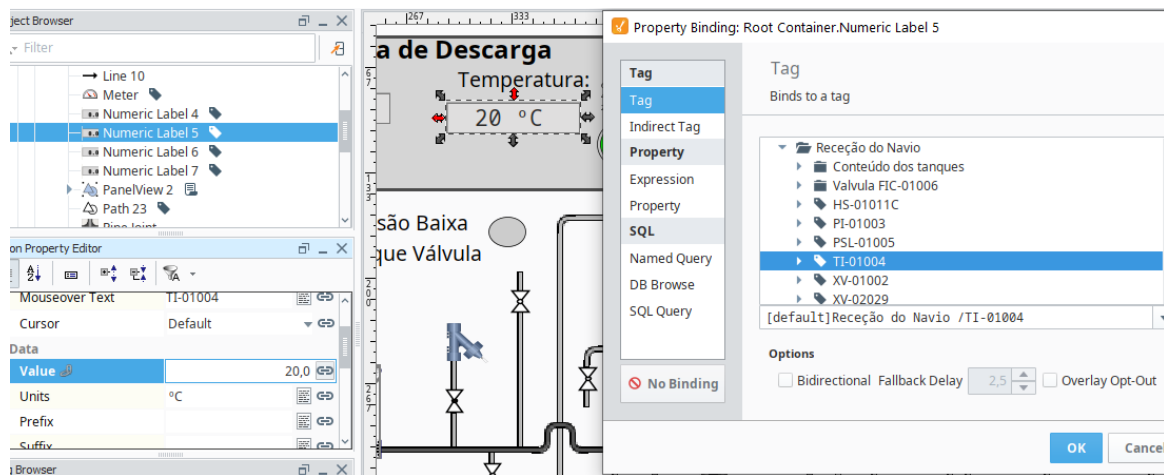 ject Browser
Filter
Line 10
Meter
Numeric Label 4
Numeric Label 5
Numeric Label 6
Numeric Label 7
PanelView 2
Path 23
Pipe Joint
on Property Editor
Mouseover Text TI-01004
Cursor Default
Data
Value 20,0
Units ºC
Prefix
Suffix
g Browser
267 333
a de Descarga
Temperatura:
20 ºC
são Baixa
que Válvula
Property Binding: Root Container.Numeric Label 5
Tag
Tag
Indirect Tag
Property
Expression
Property
SQL
Named Query
DB Browse
SQL Query
No Binding
Tag
Binds to a tag
Receção do Navio
Conteúdo dos tanques
Valvula FIC-01006
HS-01011C
PI-01003
PSL-01005
TI-01004
XV-01002
XV-02029
[default]Receção do Navio /TI-01004
Options
Bidirectional Fallback Delay 2,5 Overlay Opt-Out
OK Cance